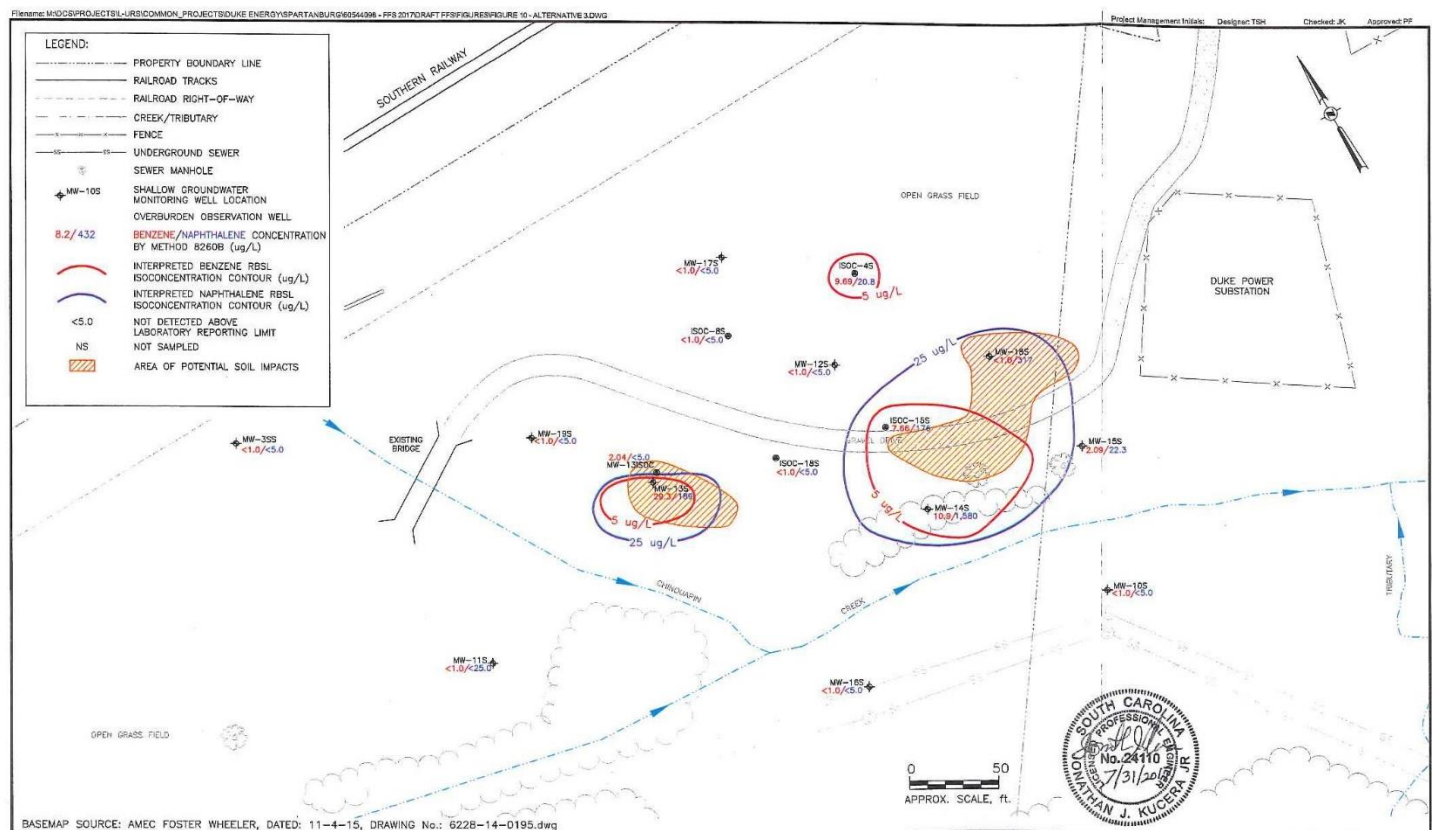 Filename: M:\DCS\PROJECTS\L-URS\COMMON_PROJECTS\DUKE ENERGY\SPARTANBURG\60544098 - FFS 2017\DRAFT FFS\FIGURES\FIGURE 10 - ALTERNATIVE 3.DWG
Project Management Initials: Designer: TSH Checked: JK Approved: PF
LEGEND:
PROPERTY BOUNDARY LINE
RAILROAD TRACKS
RAILROAD RIGHT-OF-WAY
CREEK/TRIBUTARY
FENCE
SS SS UNDERGROUND SEWER
SEWER MANHOLE
MW-10S SHALLOW GROUNDWATER
MONITORING WELL LOCATION
OVERBURDEN OBSERVATION WELL
8.2/432 BENZENE/NAPHTHALENE CONCENTRATION
BY METHOD 8260B (ug/L)
INTERPRETED BENZENE RBSL
ISOCONCENTRATION CONTOUR (ug/L)
INTERPRETED NAPHTHALENE RBSL
ISOCONCENTRATION CONTOUR (ug/L)
<5.0 NOT DETECTED ABOVE
LABORATORY REPORTING LIMIT
NS NOT SAMPLED
AREA OF POTENTIAL SOIL IMPACTS
SOUTHERN RAILWAY
OPEN GRASS FIELD
MW-17S
<1.0/<5.0
ISOC-4S
9.69/20.8
5 ug/L
DUKE POWER
SUBSTATION
ISOC-8S
<1.0/<5.0
MW-12S
<1.0/<5.0
25 ug/L
MW-18S
<1.0/317
MW-3SS
<1.0/<5.0
EXISTING
BRIDGE
MW-19S
<1.0/<5.0
ISOC-15S
7.66/176
GRAVEL DRIVE
MW-15S
2.09/22.3
2.04/<5.0
MW-13ISOC
MW-13S
29.3/189
5 ug/L
25 ug/L
ISOC-18S
<1.0/<5.0
5 ug/L
MW-14S
10.9/1,580
CHINQUAPIN
CREEK
TRIBUTARY
MW-10S
<1.0/<5.0
MW-11S
<1.0/<25.0
MW-16S
<1.0/<5.0
OPEN GRASS FIELD
0 50
APPROX. SCALE, ft.
SOUTH CAROLINA
LICENSED PROFESSIONAL ENGINEER
No. 24110
JONATHAN J. KUCERA JR
BASEMAP SOURCE: AMEC FOSTER WHEELER, DATED: 11-4-15, DRAWING No.: 6228-14-0195.dwg